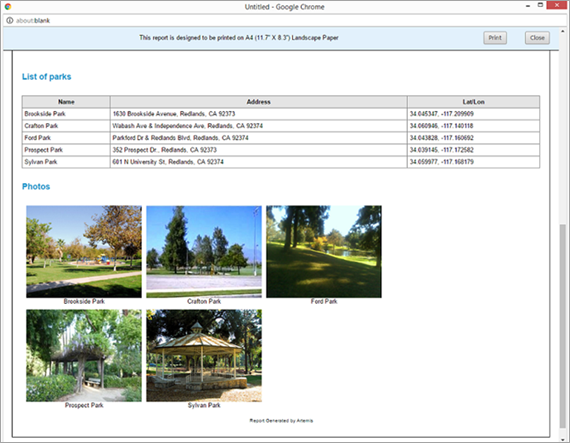 Untitled - Google Chrome
about:blank
This report is designed to be printed on A4 (11.7" X 8.3") Landscape Paper
Print
Close
List of parks
Name Address Lat/Lon
Brookside Park 1630 Brookside Avenue, Redlands, CA 92373 34.045347, -117.209909
Crafton Park Wabash Ave & Independence Ave, Redlands, CA 92374 34.060946, -117.140118
Ford Park Parkford Dr & Redlands Blvd, Redlands, CA 92374 34.043828, -117.160692
Prospect Park 352 Prospect Dr., Redlands, CA 92373 34.039145, -117.172582
Sylvan Park 601 N University St, Redlands, CA 92374 34.059977, -117.168179
Photos
Brookside Park
Crafton Park
Ford Park
Prospect Park
Sylvan Park
Report Generated by Artemis